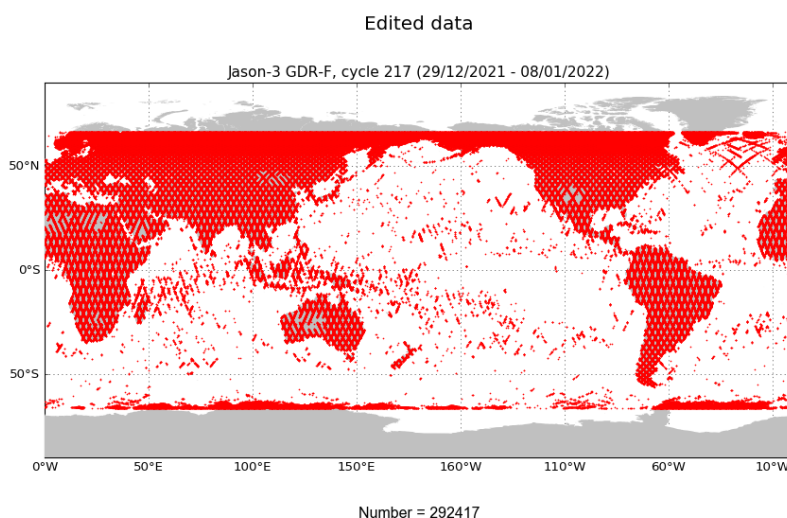 Edited data
Jason-3 GDR-F, cycle 217 (29/12/2021 - 08/01/2022)
50°N
0°S
50°S
0°W 50°E 100°E 150°E 160°W 110°W 60°W 10°W
Number = 292417